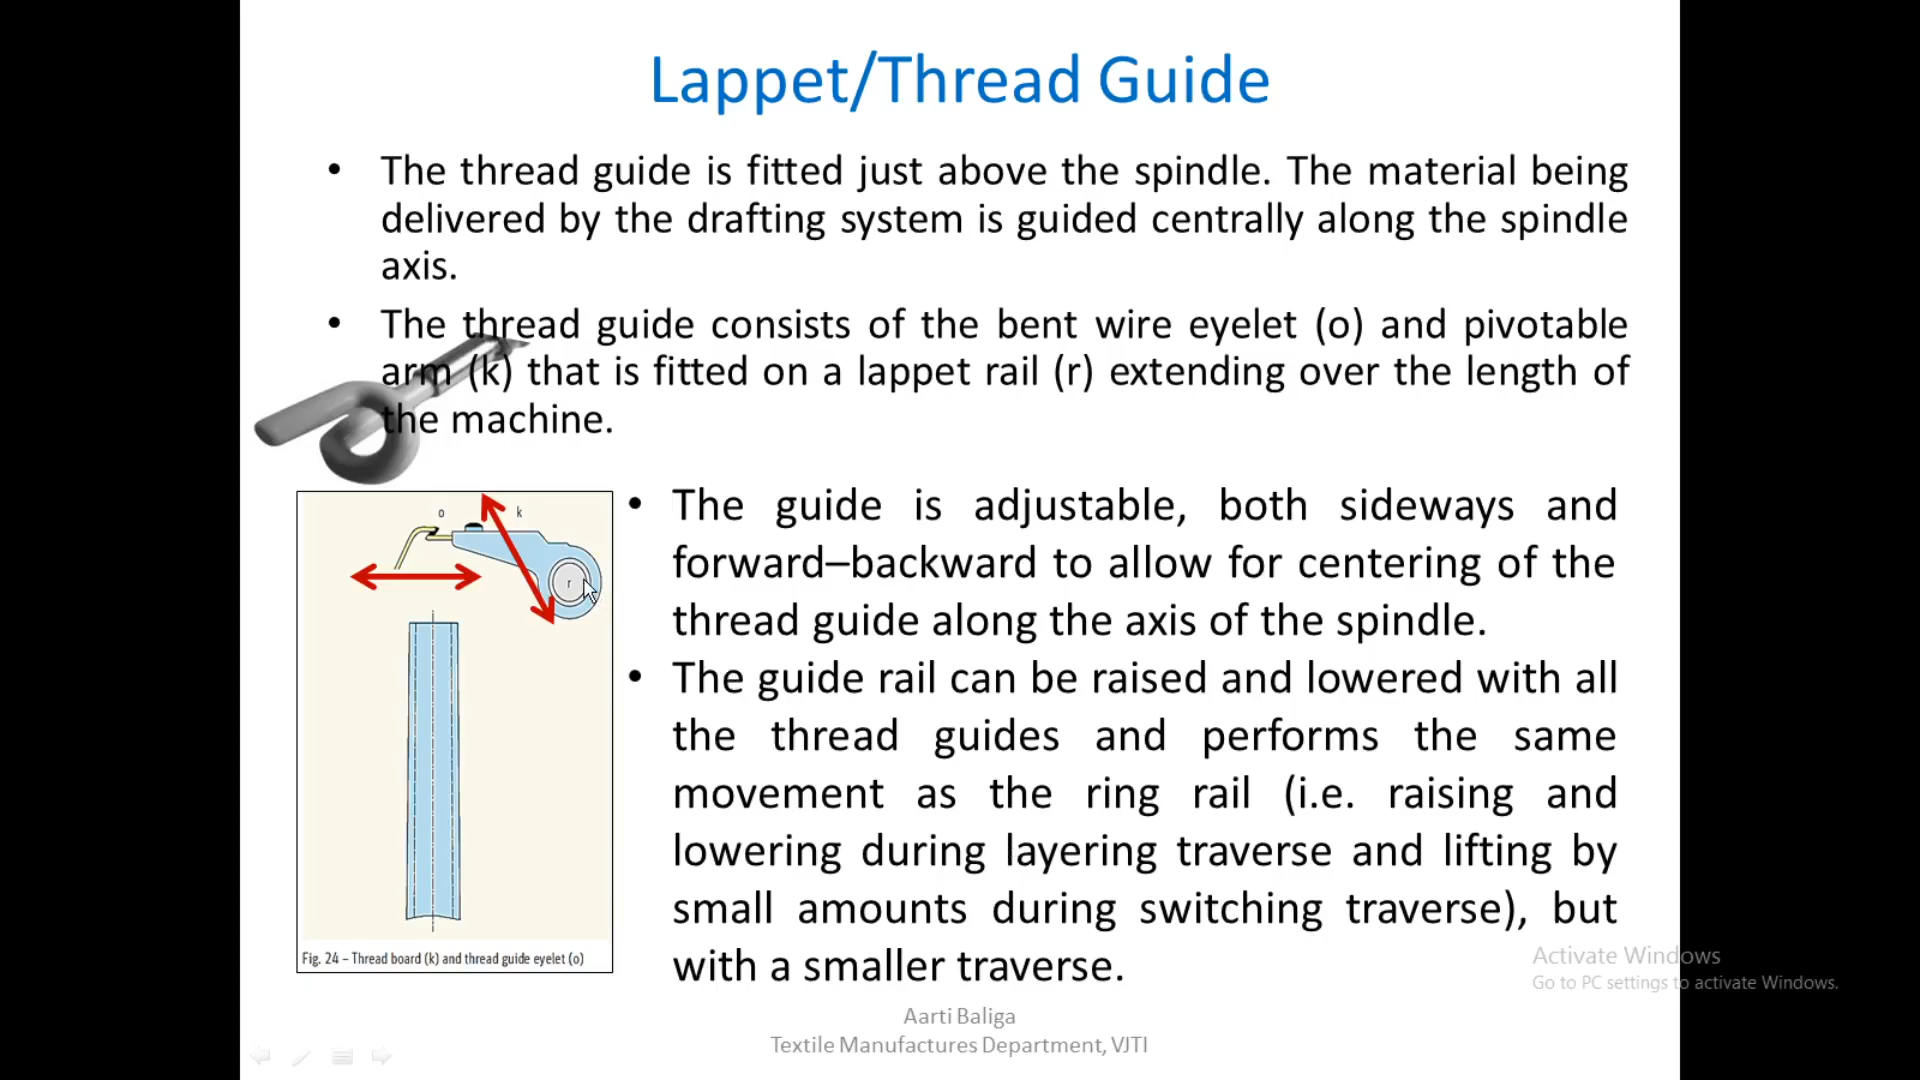 Lappet/Thread Guide
• The thread guide is fitted just above the spindle. The material being
delivered by the drafting system is guided centrally along the spindle
axis.
• The thread guide consists of the bent wire eyelet (o) and pivotable
arm (k) that is fitted on a lappet rail (r) extending over the length of
the machine.
o
k
r
Fig. 24 – Thread board (k) and thread guide eyelet (o)
• The guide is adjustable, both sideways and
forward–backward to allow for centering of the
thread guide along the axis of the spindle.
• The guide rail can be raised and lowered with all
the thread guides and performs the same
movement as the ring rail (i.e. raising and
lowering during layering traverse and lifting by
small amounts during switching traverse), but
with a smaller traverse.
Activate Windows
Go to PC settings to activate Windows.
Aarti Baliga
Textile Manufactures Department, VJTI